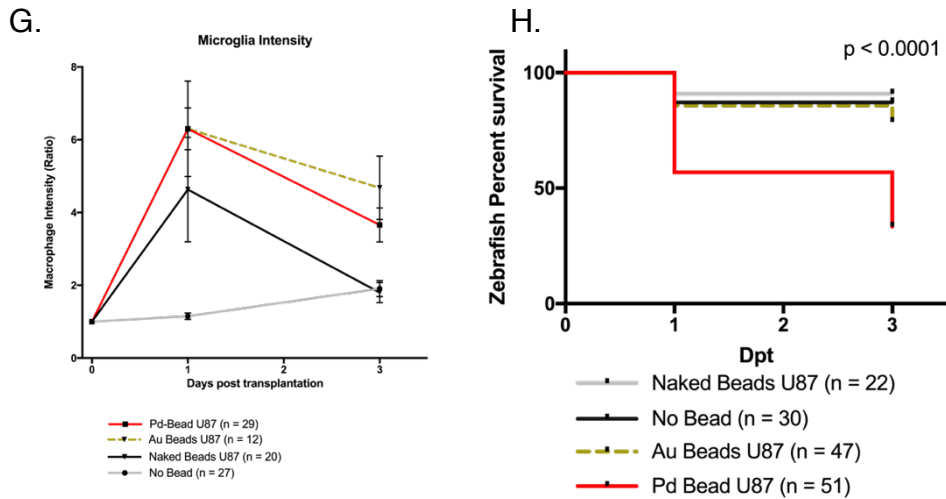 G.
Microglia Intensity
Macrophage Intensity (Ratio)
8
6
4
2
0
0
1
2
3
Days post transplantation
Pd-Bead U87 (n = 29)
Au Beads U87 (n = 12)
Naked Beads U87 (n = 20)
No Bead (n = 27)
H.
p < 0.0001
Zebrafish Percent survival
100
50
0
0
1
2
3
Dpt
Naked Beads U87 (n = 22)
No Bead (n = 30)
Au Beads U87 (n = 47)
Pd Bead U87 (n = 51)